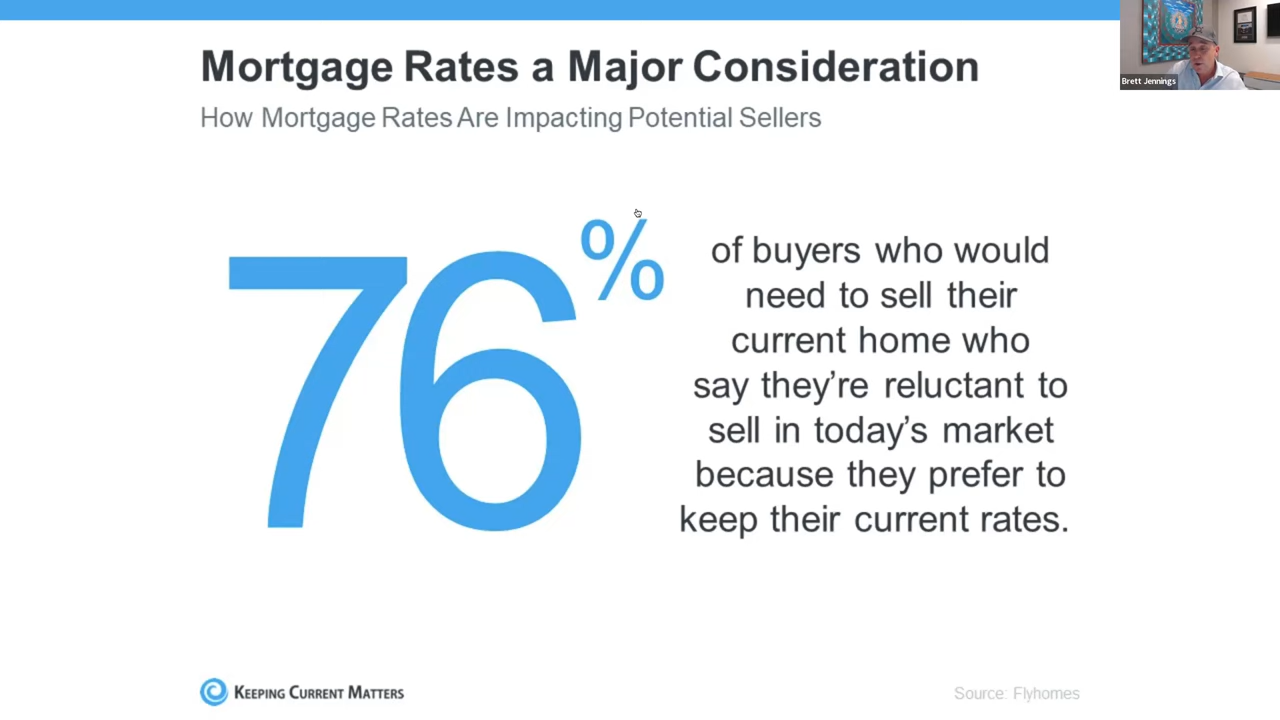 Mortgage Rates a Major Consideration
How Mortgage Rates Are Impacting Potential Sellers
Brett Jennings
76%
of buyers who would
need to sell their
current home who
say they're reluctant to
sell in today's market
because they prefer to
keep their current rates.
KEEPING CURRENT MATTERS
Source: Flyhomes